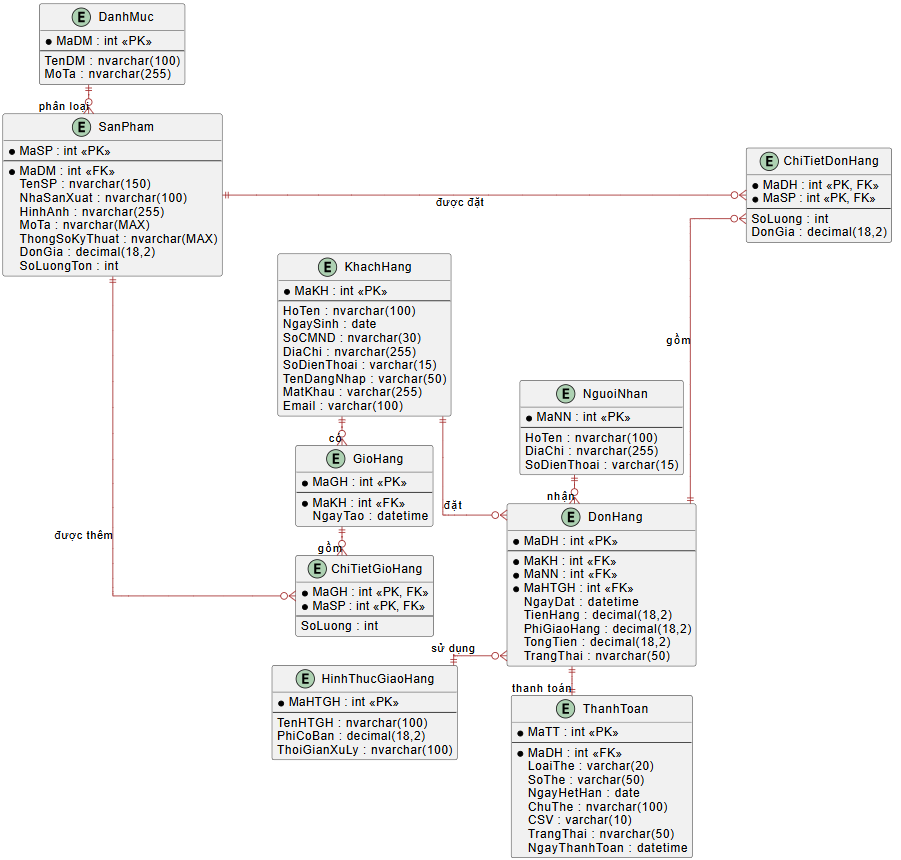 E DanhMuc
MaDM : int «PK»
TenDM : nvarchar(100)
MoTa : nvarchar(255)
phân loại
E SanPham
MaSP : int «PK»
MaDM : int «FK»
TenSP : nvarchar(150)
NhaSanXuat : nvarchar(100)
HinhAnh : nvarchar(255)
MoTa : nvarchar(MAX)
ThongSoKyThuat : nvarchar(MAX)
DonGia : decimal(18,2)
SoLuongTon : int
được đặt
E ChiTietDonHang
MaDH : int «PK, FK»
MaSP : int «PK, FK»
SoLuong : int
DonGia : decimal(18,2)
E KhachHang
MaKH : int «PK»
HoTen : nvarchar(100)
NgaySinh : date
SoCMND : nvarchar(30)
DiaChi : nvarchar(255)
SoDienThoai : varchar(15)
TenDangNhap : varchar(50)
MatKhau : varchar(255)
Email : varchar(100)
gồm
E NguoiNhan
MaNN : int «PK»
HoTen : nvarchar(100)
DiaChi : nvarchar(255)
SoDienThoai : varchar(15)
có
E GioHang
MaGH : int «PK»
MaKH : int «FK»
NgayTao : datetime
đặt
nhận
E DonHang
MaDH : int «PK»
MaKH : int «FK»
MaNN : int «FK»
MaHTGH : int «FK»
NgayDat : datetime
TienHang : decimal(18,2)
PhiGiaoHang : decimal(18,2)
TongTien : decimal(18,2)
TrangThai : nvarchar(50)
được thêm
gồm
E ChiTietGioHang
MaGH : int «PK, FK»
MaSP : int «PK, FK»
SoLuong : int
sử dụng
E HinhThucGiaoHang
MaHTGH : int «PK»
TenHTGH : nvarchar(100)
PhiCoBan : decimal(18,2)
ThoiGianXuLy : nvarchar(100)
thanh toán
E ThanhToan
MaTT : int «PK»
MaDH : int «FK»
LoaiThe : varchar(20)
SoThe : varchar(50)
NgayHetHan : date
ChuThe : nvarchar(100)
CSV : varchar(10)
TrangThai : nvarchar(50)
NgayThanhToan : datetime